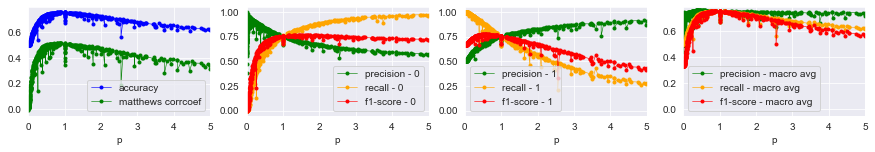 0.6
0.4
0.2
0.0
0 1 2 3 4 5
p
accuracy
matthews corrcoef
1.00
0.75
0.50
0.25
0.00
0 1 2 3 4 5
p
precision - 0
recall - 0
f1-score - 0
1.00
0.75
0.50
0.25
0.00
0 1 2 3 4 5
p
precision - 1
recall - 1
f1-score - 1
0.6
0.4
0.2
0.0
0 1 2 3 4 5
p
precision - macro avg
recall - macro avg
f1-score - macro avg